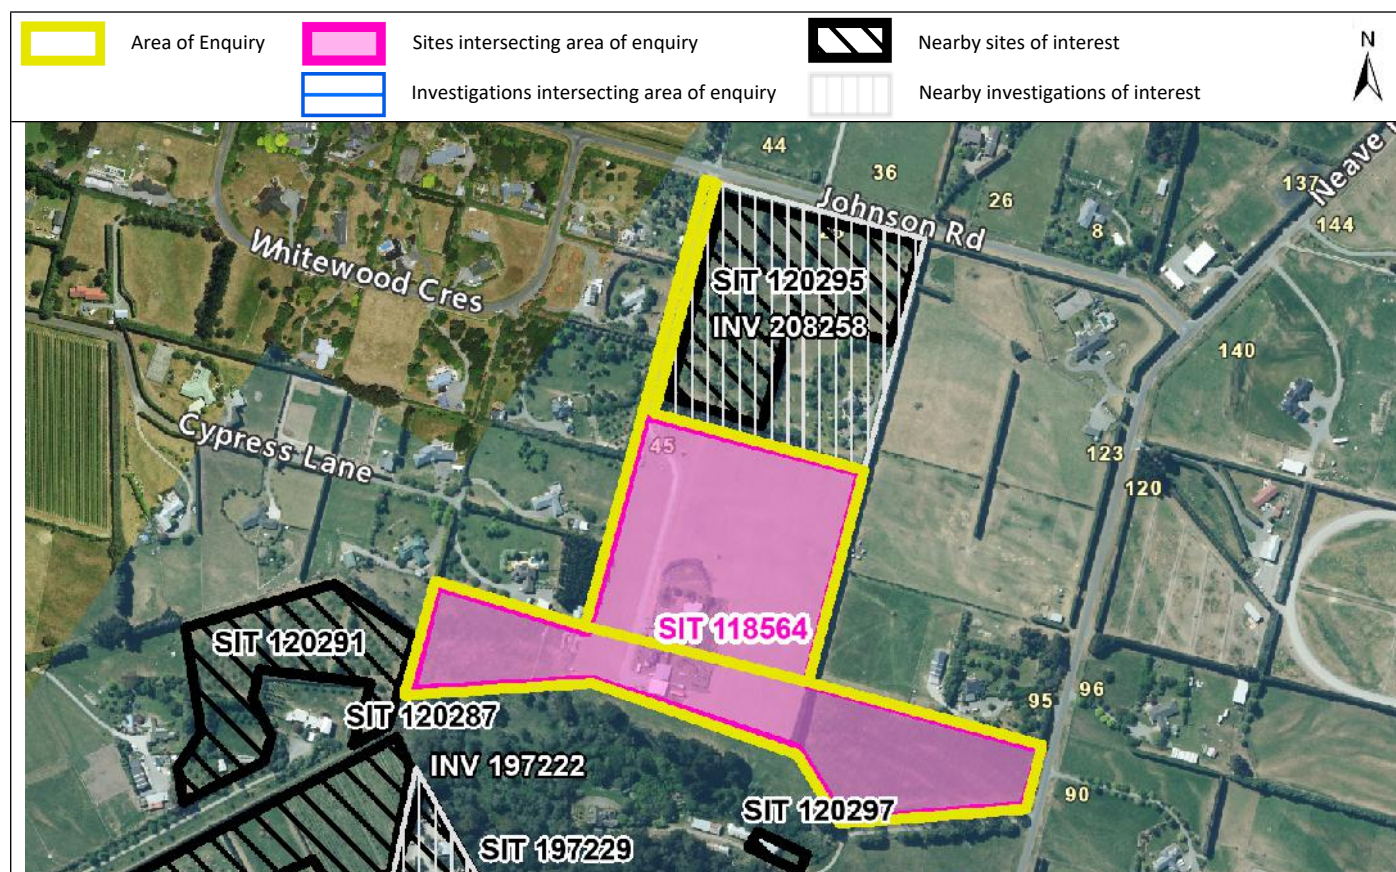 Area of Enquiry
Sites intersecting area of enquiry
Nearby sites of interest
N
Investigations intersecting area of enquiry
Nearby investigations of interest
44
36
Johnson Rd
26
8
137
Neave
144
Whitewood Cres
SIT 120295
INV 208258
140
Cypress Lane
45
123
120
SIT 118564
SIT 120291
SIT 120287
95
96
INV 197222
90
SIT 120297
SIT 197229